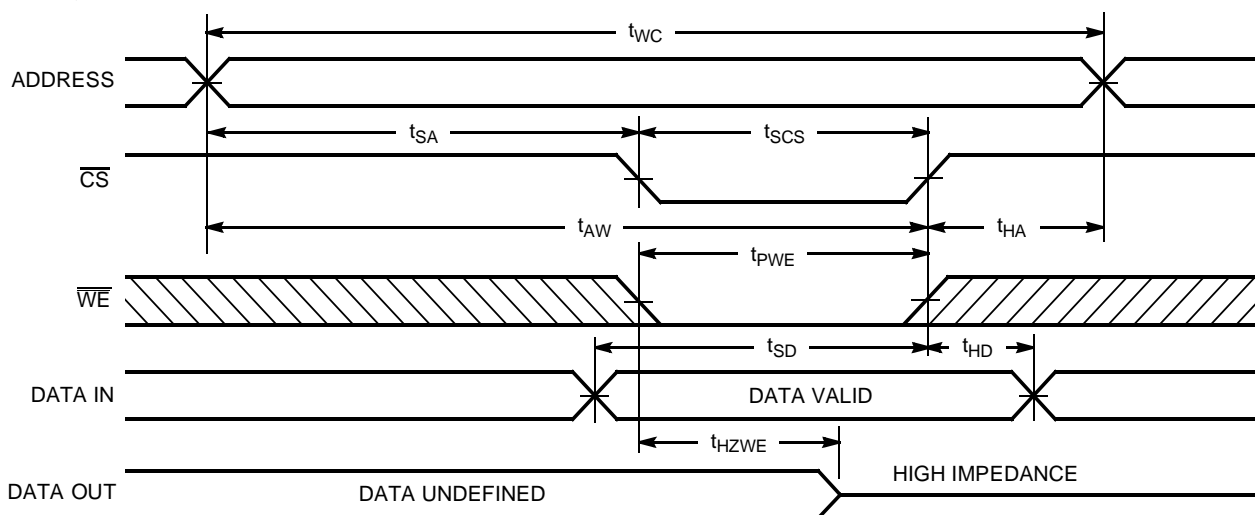 tWC
ADDRESS
tSA
tSCS
CS
tAW
tHA
tPWE
WE
tSD
tHD
DATA IN
DATA VALID
tHZWE
HIGH IMPEDANCE
DATA OUT
DATA UNDEFINED